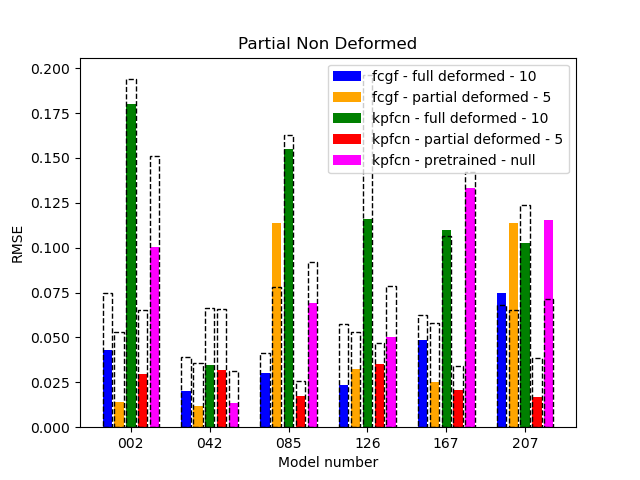 Partial Non Deformed
fcgf - full deformed - 10
fcgf - partial deformed - 5
kpfcn - full deformed - 10
kpfcn - partial deformed - 5
kpfcn - pretrained - null
RMSE
0.200
0.175
0.150
0.125
0.100
0.075
0.050
0.025
0.000
002 042 085 126 167 207
Model number